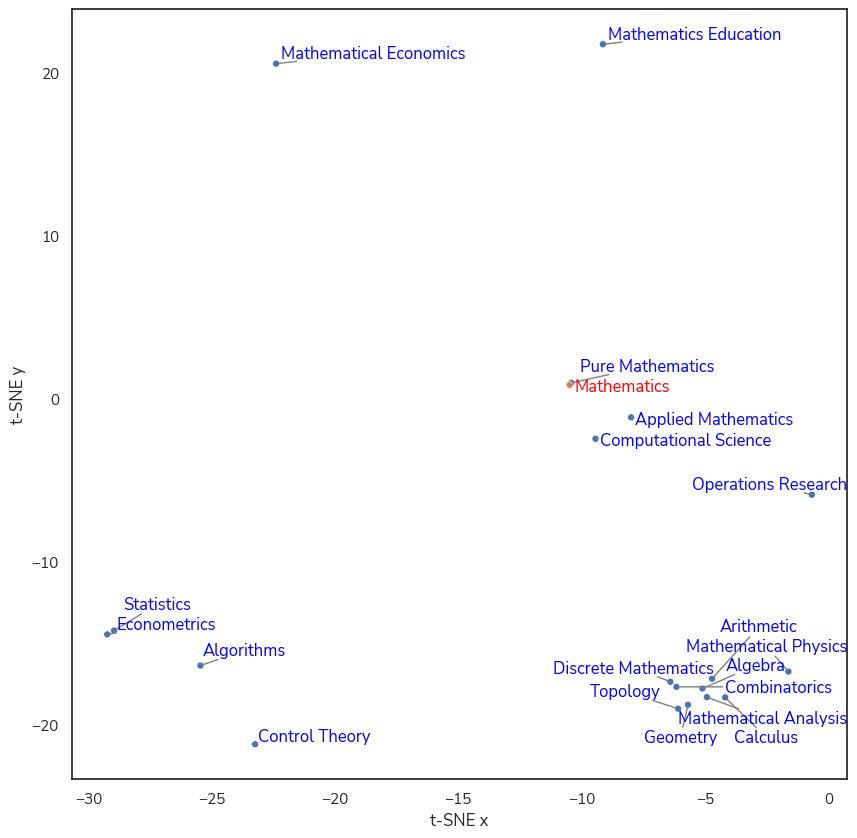 Mathematics Education
Mathematical Economics
20
10
Pure Mathematics
Mathematics
0
Applied Mathematics
Computational Science
Operations Research
−10
Statistics
Econometrics
Arithmetic
Mathematical Physics
Algorithms
Discrete Mathematics
Algebra
Topology
Combinatorics
Mathematical Analysis
−20
Control Theory
Geometry
Calculus
t-SNE y
−30
−25
−20
−15
−10
−5
0
t-SNE x